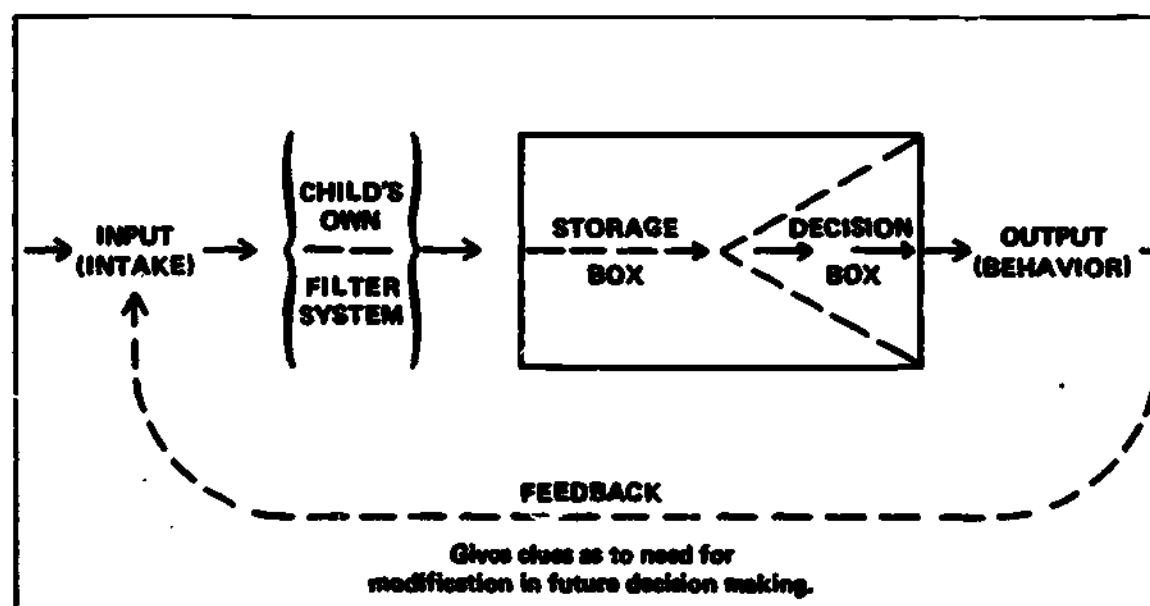 INPUT
(INTAKE)
CHILD'S
OWN
FILTER
SYSTEM
STORAGE
BOX
DECISION
BOX
OUTPUT
(BEHAVIOR)
FEEDBACK
Gives clues as to need for
modification in future decision making.